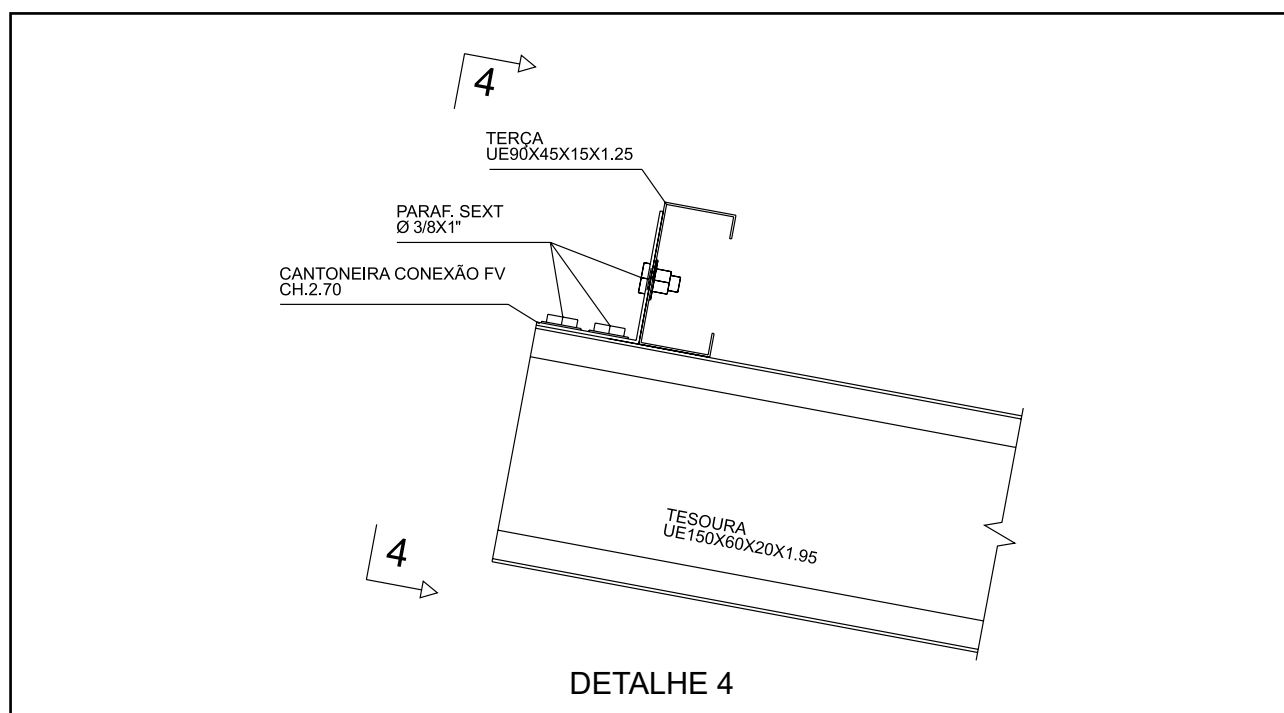 4
TERÇA
UE90X45X15X1.25
PARAF. SEXT
Ø 3/8X1"
CANTONEIRA CONEXÃO FV
CH.2.70
TESOURA
UE150X60X20X1.95
4
DETALHE 4